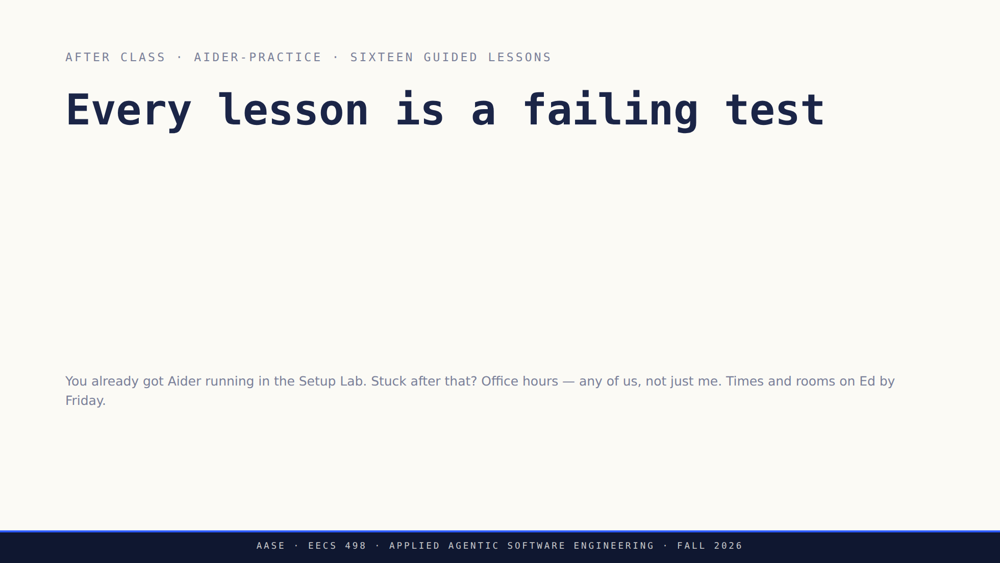 AFTER CLASS · AIDER-PRACTICE · SIXTEEN GUIDED LESSONS
Every lesson is a failing test
You already got Aider running in the Setup Lab. Stuck after that? Office hours — any of us, not just me. Times and rooms on Ed by
Friday.
AASE · EECS 498 · APPLIED AGENTIC SOFTWARE ENGINEERING · FALL 2026